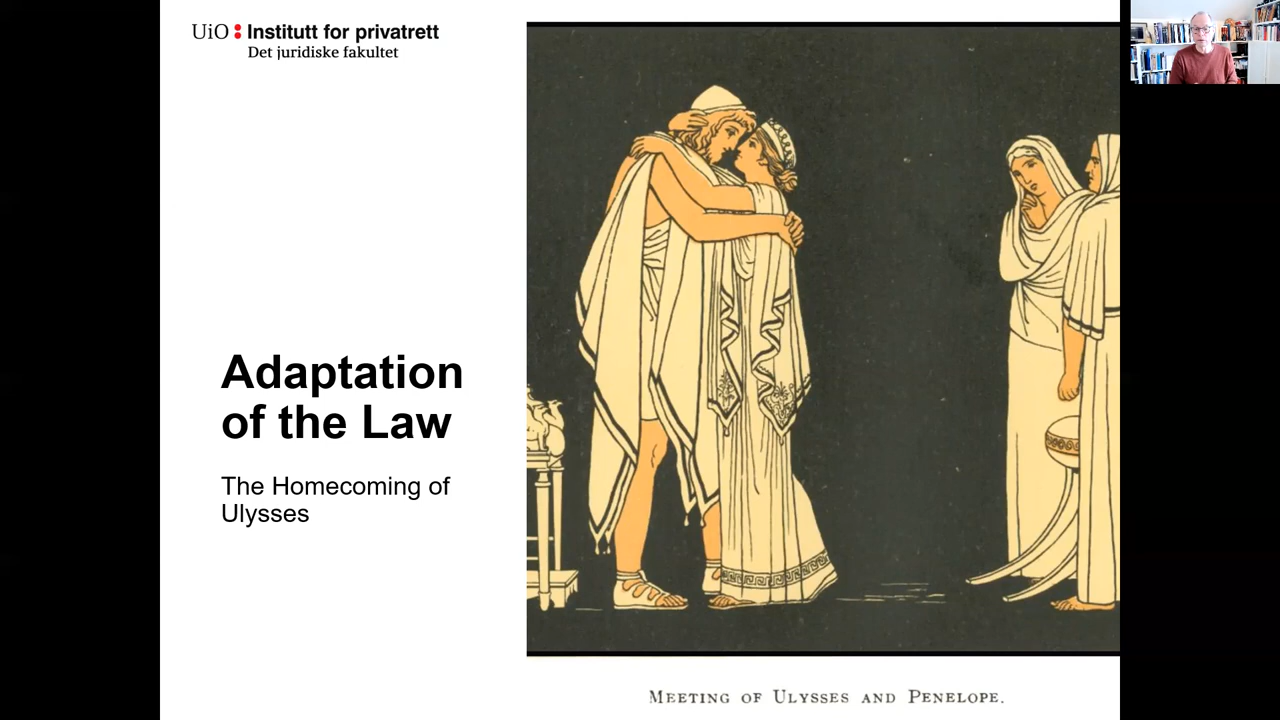 UiO Institutt for privatrett
Det juridiske fakultet
Adaptation
of the Law
The Homecoming of
Ulysses
MEETING OF ULYSSES AND PENELOPE.